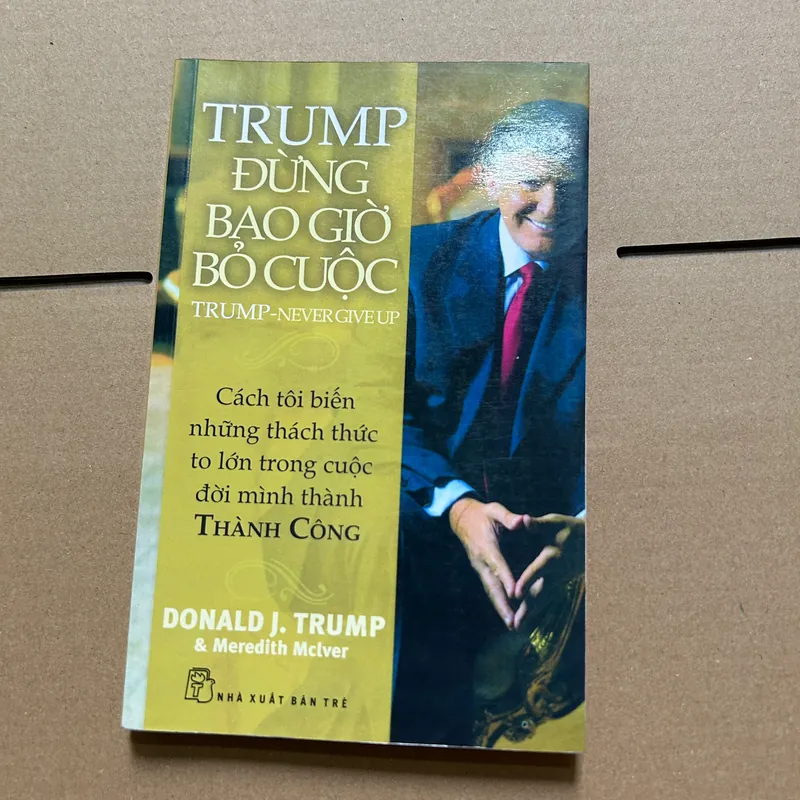 TRUMP
ĐỪNG
BAO GIỜ
BỎ CUỘC
TRUMP-NEVER GIVE UP
Cách tôi biến
những thách thức
to lớn trong cuộc
đời mình thành
THÀNH CÔNG
DONALD J. TRUMP
& Meredith McIver
NHÀ XUẤT BẢN TRẺ